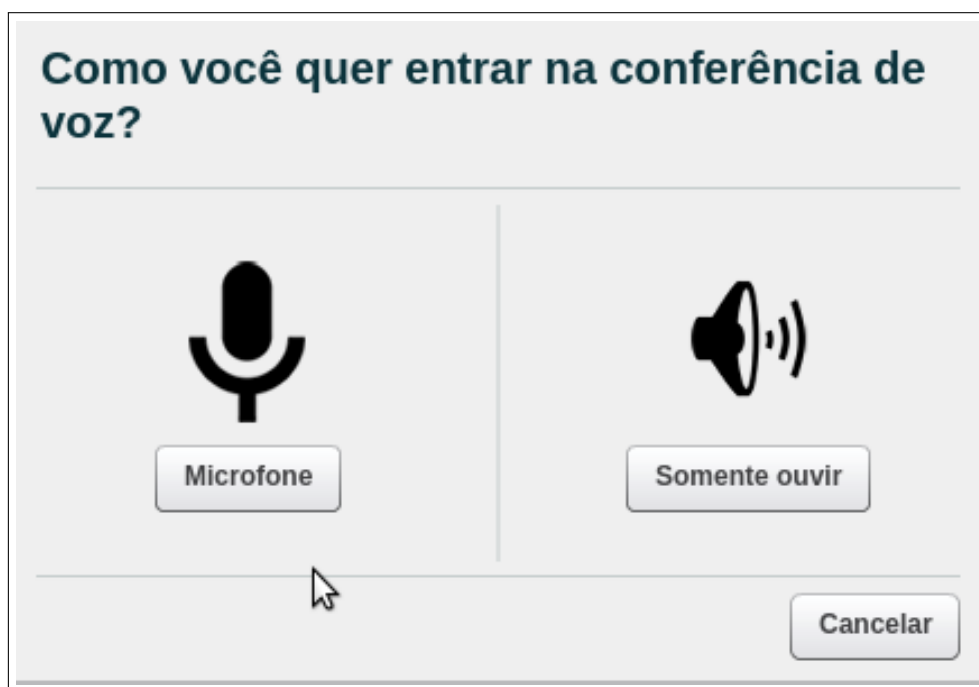 Como você quer entrar na conferência de
voz?
Microfone
Somente ouvir
Cancelar